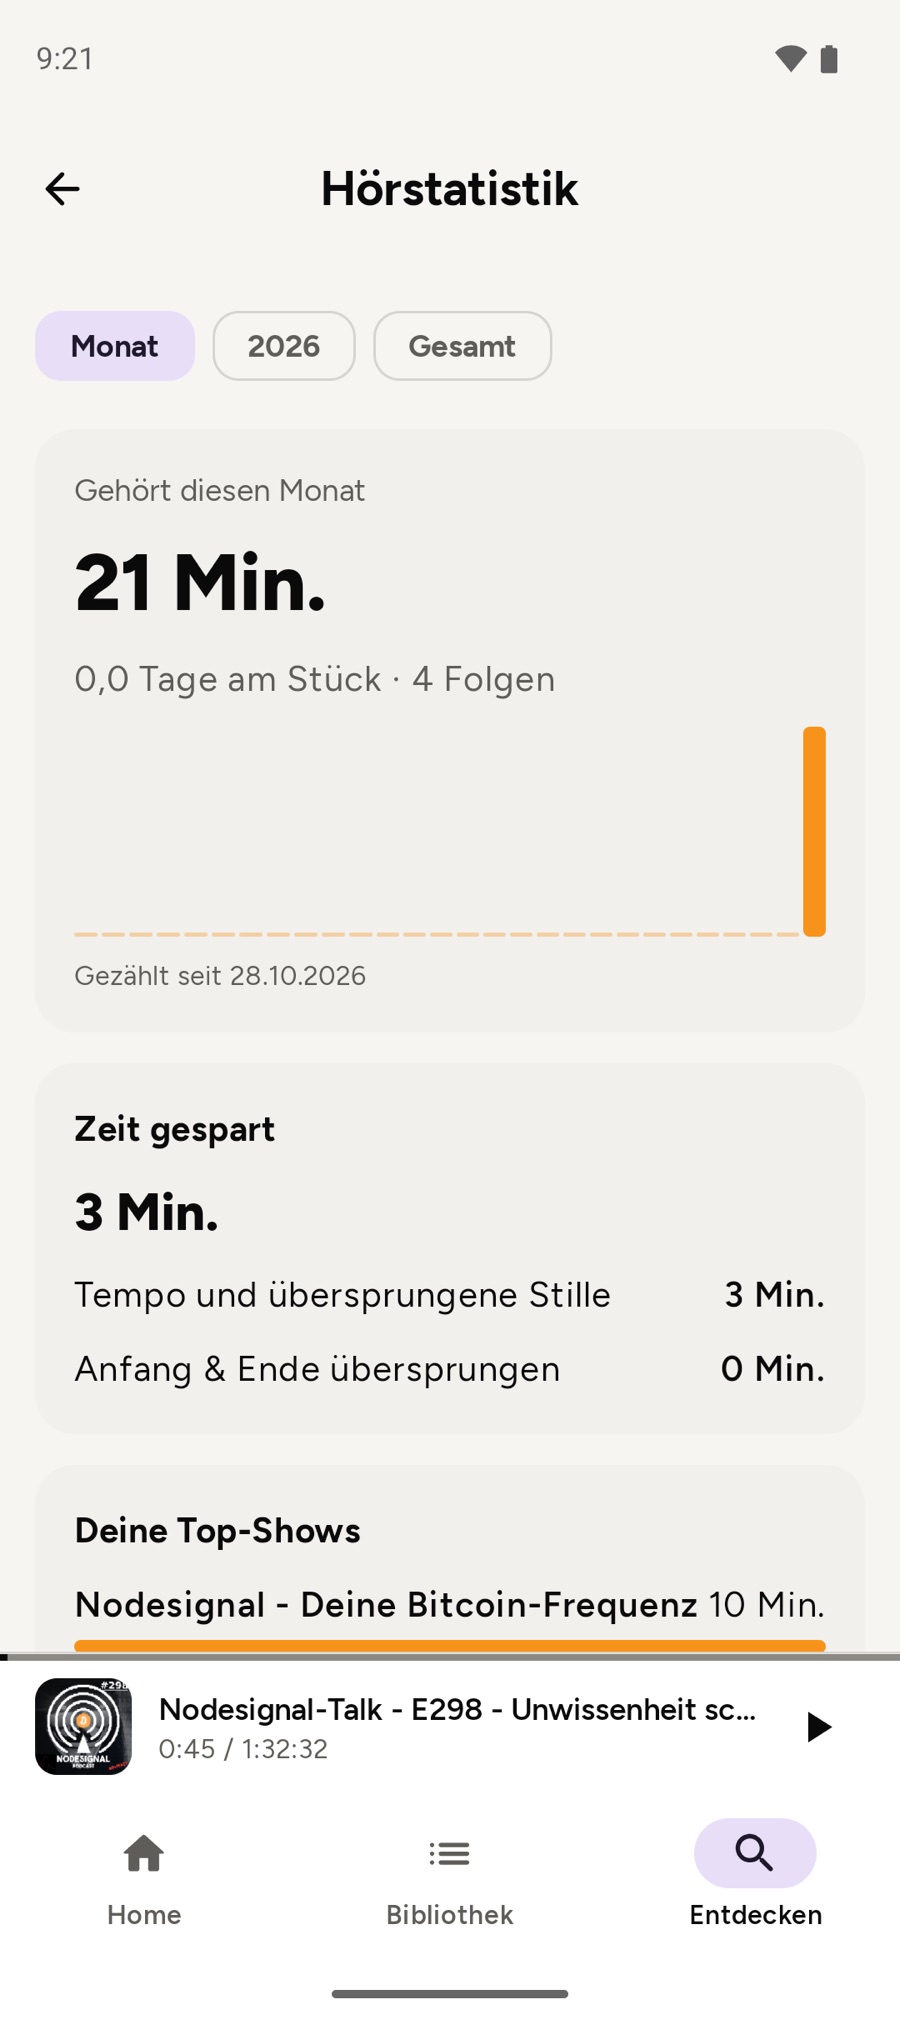 9:21
Hörstatistik
Monat
2026
Gesamt
Gehört diesen Monat
21 Min.
0,0 Tage am Stück · 4 Folgen
Gezählt seit 28.10.2026
Zeit gespart
3 Min.
Tempo und übersprungene Stille 3 Min.
Anfang & Ende übersprungen 0 Min.
Deine Top-Shows
Nodesignal - Deine Bitcoin-Frequenz 10 Min.
#298
NODESIGNAL
PODCAST
Nodesignal-Talk - E298 - Unwissenheit sc...
0:45 / 1:32:32
Home
Bibliothek
Entdecken